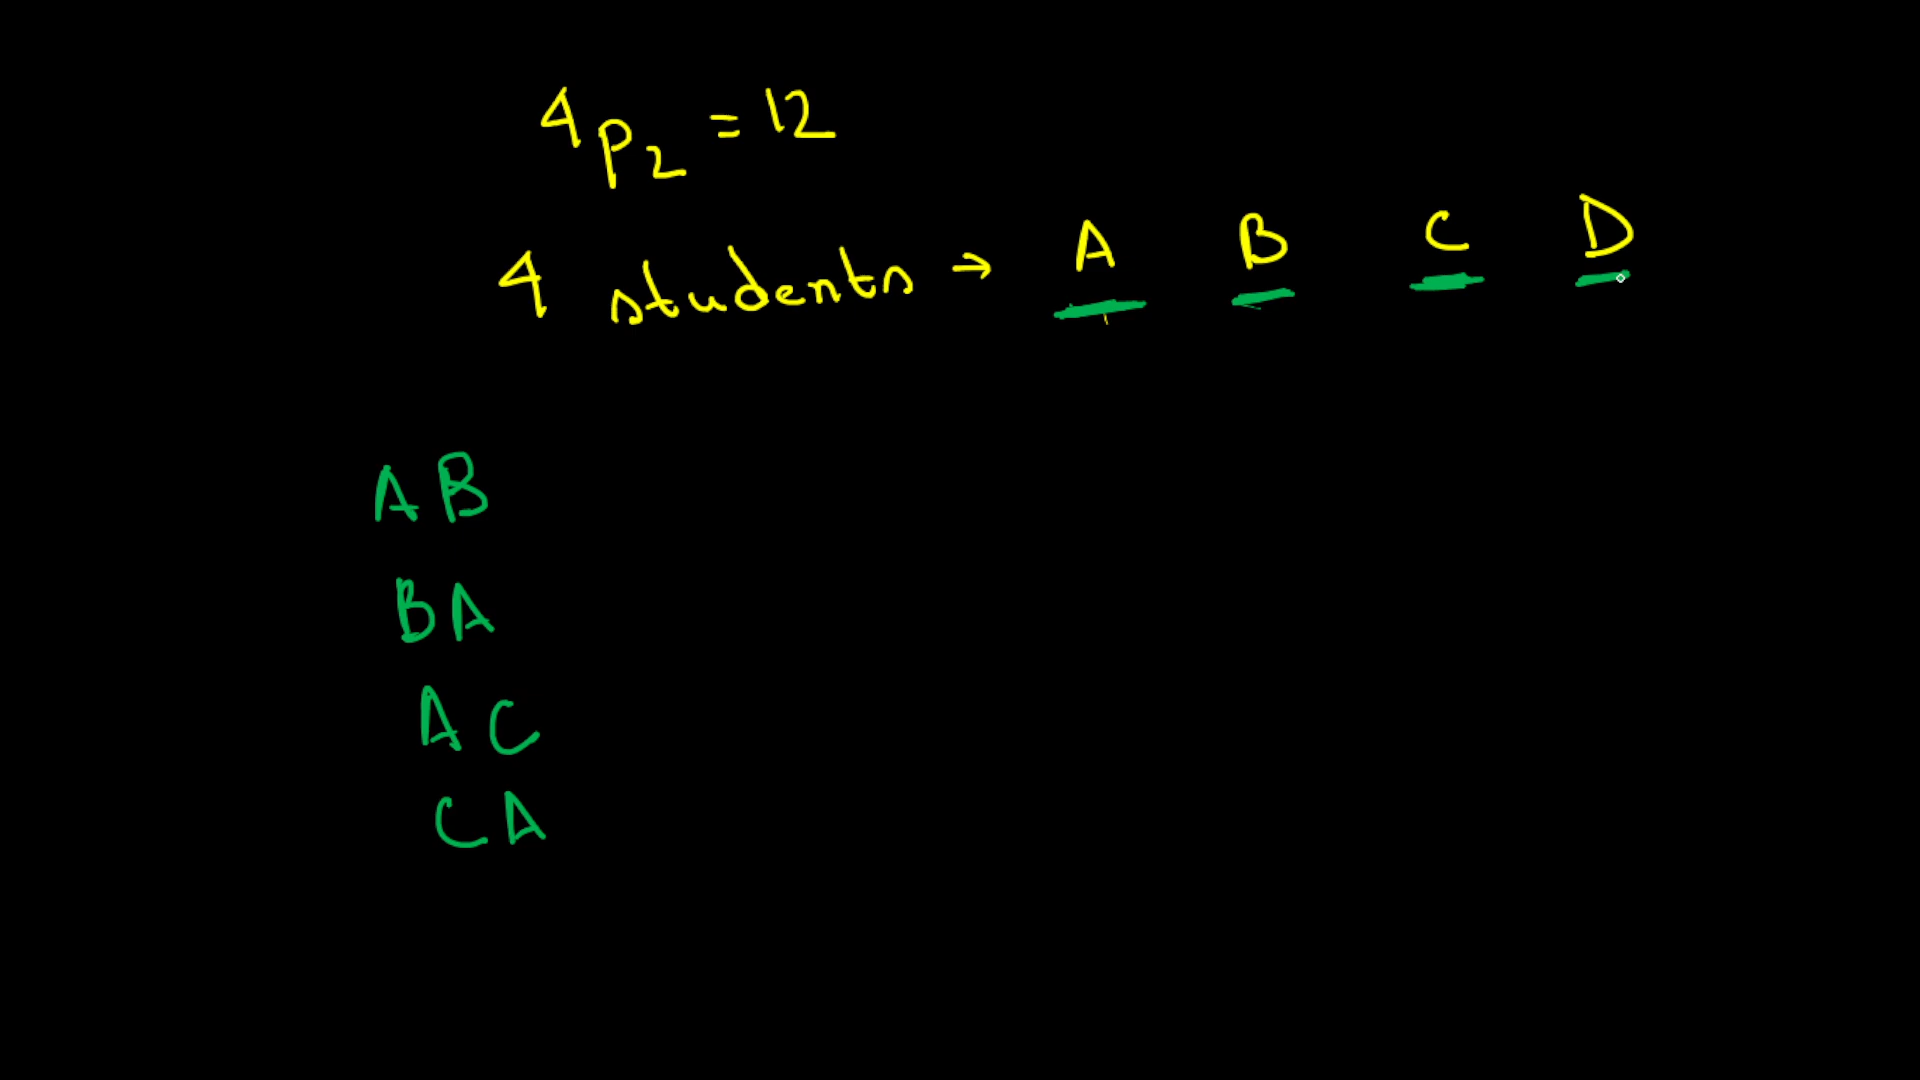 4P2 = 12
4 students → A B C D
AB
BA
AC
CA